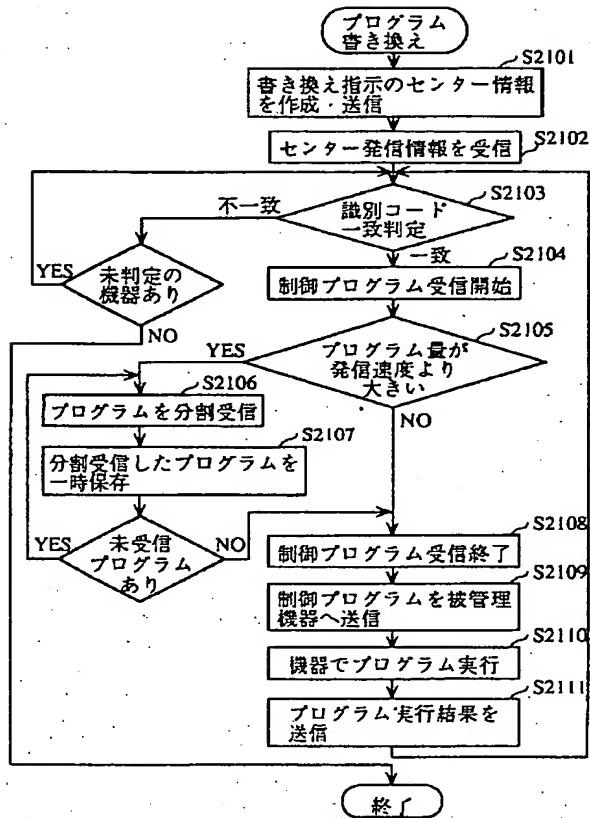 プログラム
書き換え
S2101
書き換え指示のセンター情報
を作成・送信
S2102
センター発信情報を受信
S2103
識別コード
一致判定
不一致
一致
未判定の
機器あり
YES
NO
S2104
制御プログラム受信開始
S2105
プログラム量が
発信速度より
大きい
YES
NO
S2106
プログラムを分割受信
S2107
分割受信したプログラムを
一時保存
未受信
プログラム
あり
YES
NO
S2108
制御プログラム受信終了
S2109
制御プログラムを被管理
機器へ送信
S2110
機器でプログラム実行
S2111
プログラム実行結果を
送信
終了